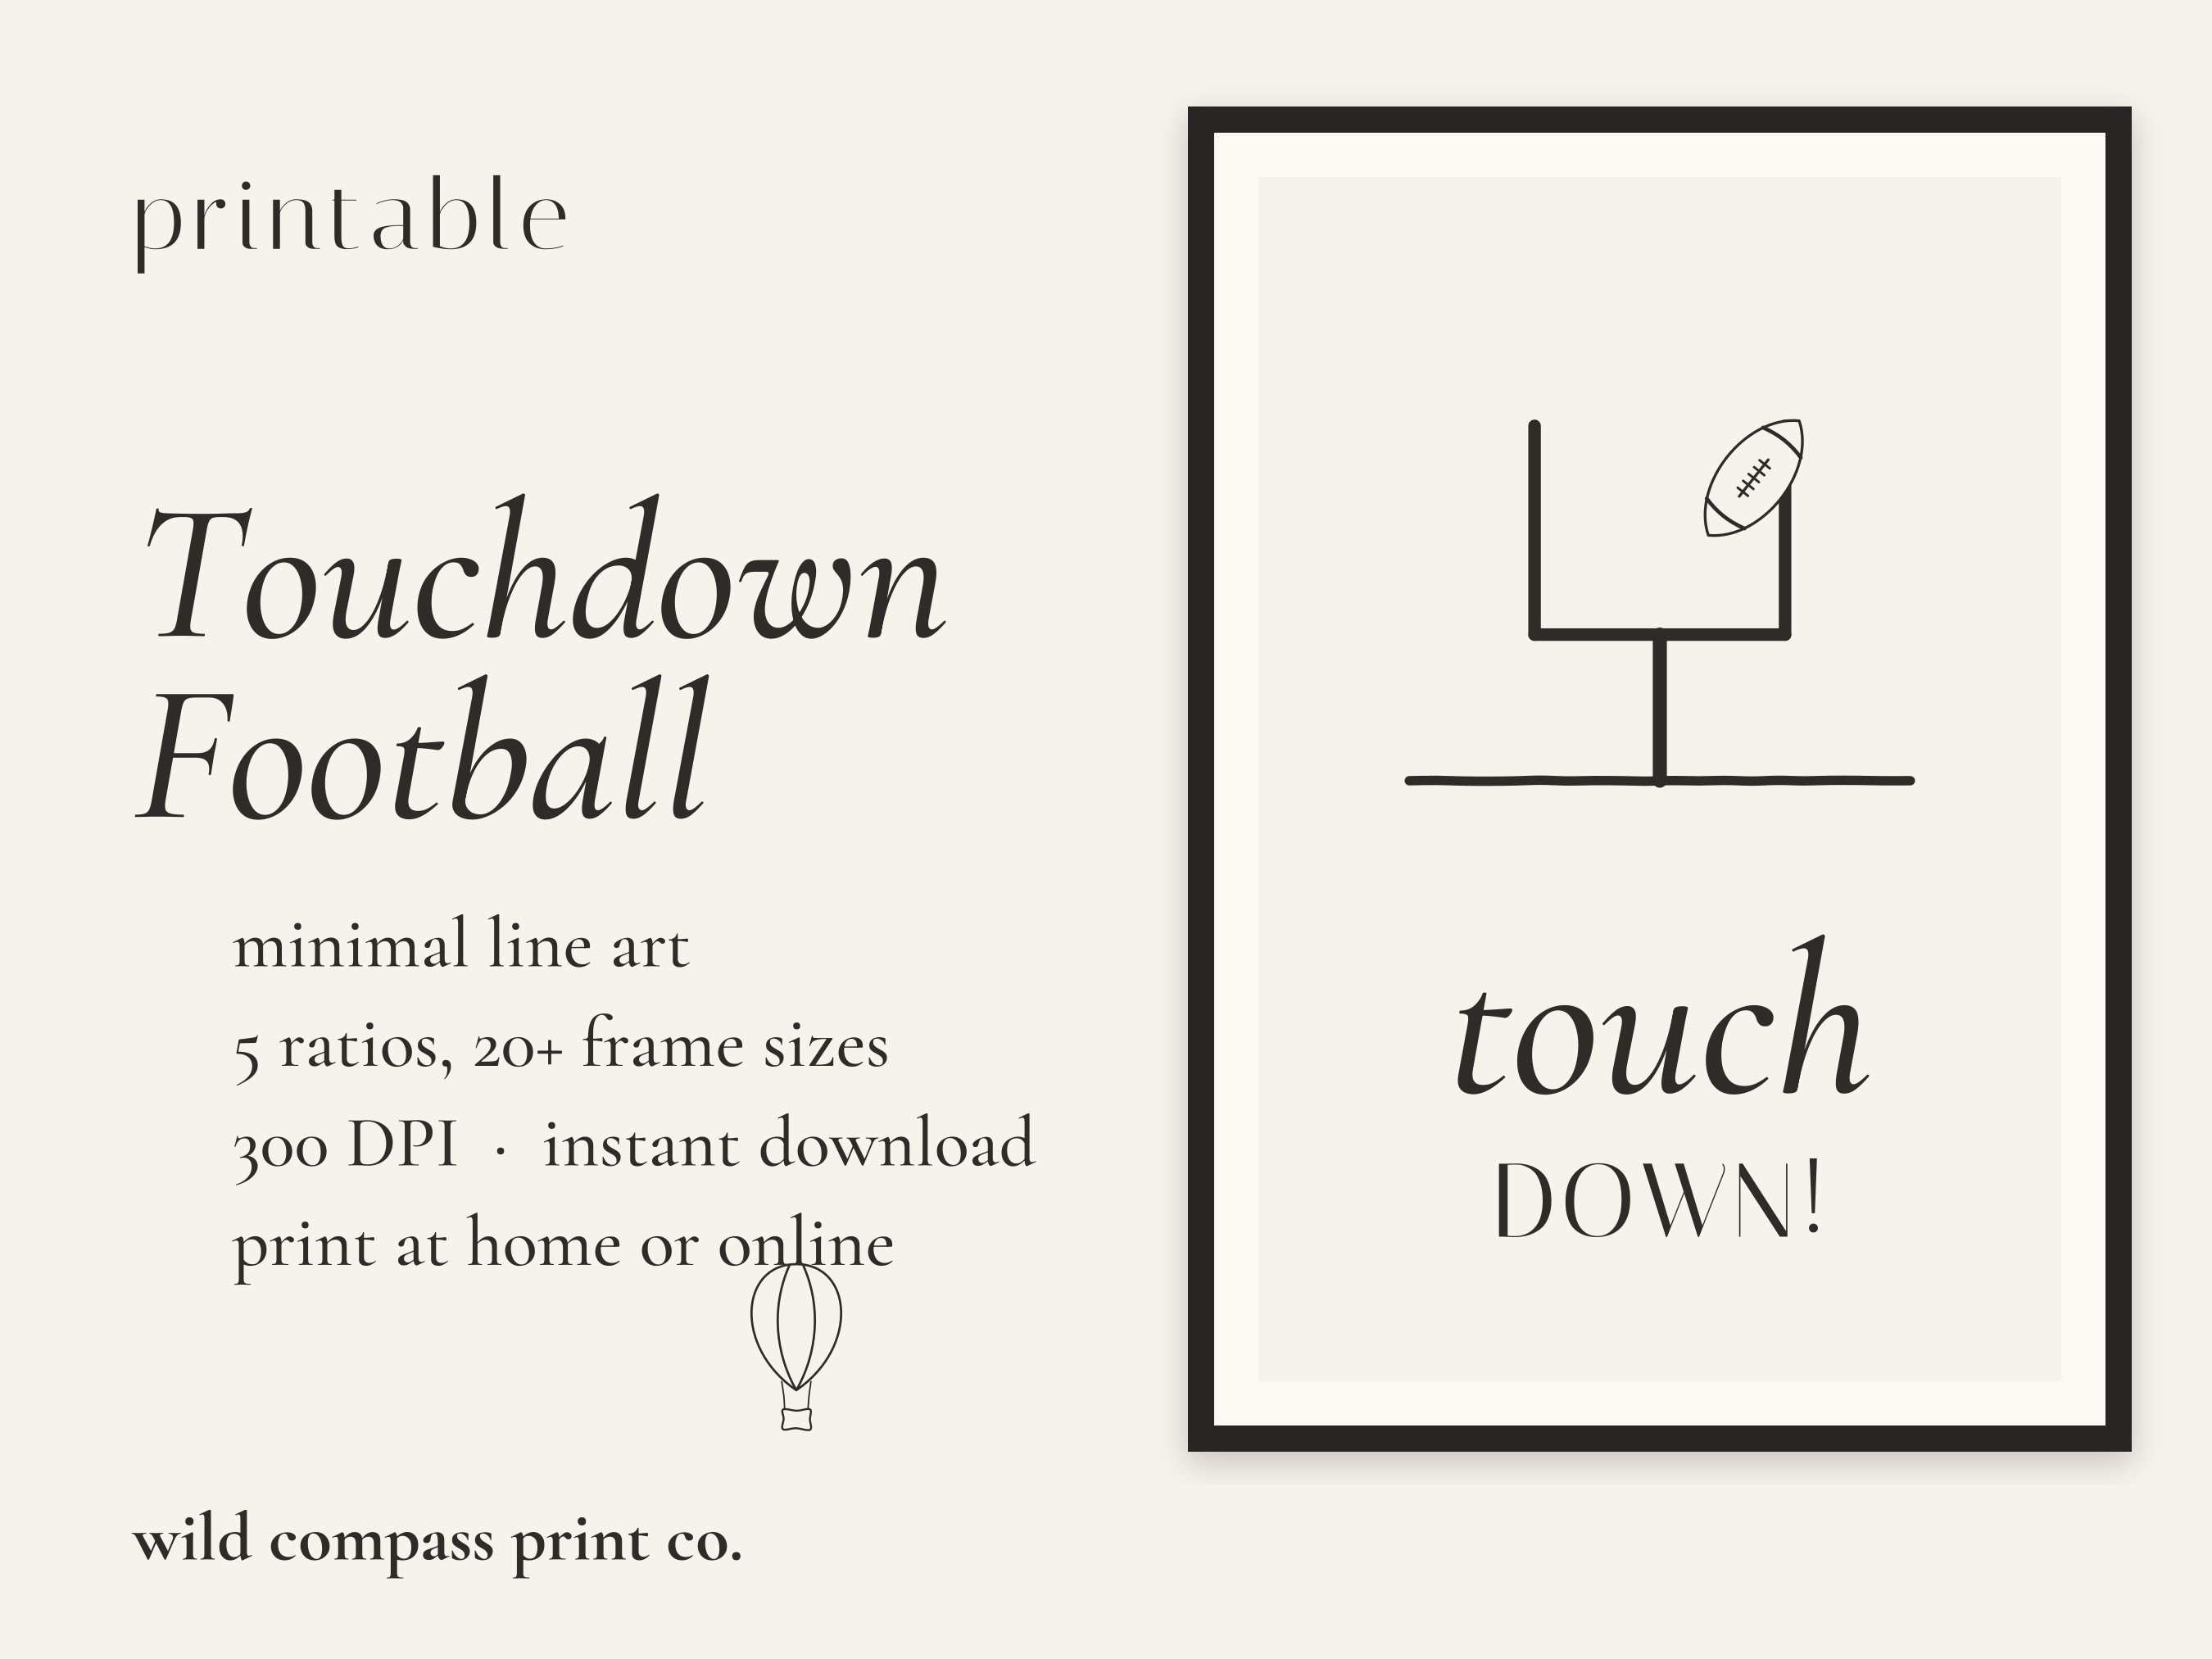 printable
Touchdown
Football
minimal line art
5 ratios, 20+ frame sizes
300 DPI · instant download
print at home or online
wild compass print co.
touch
DOWN!